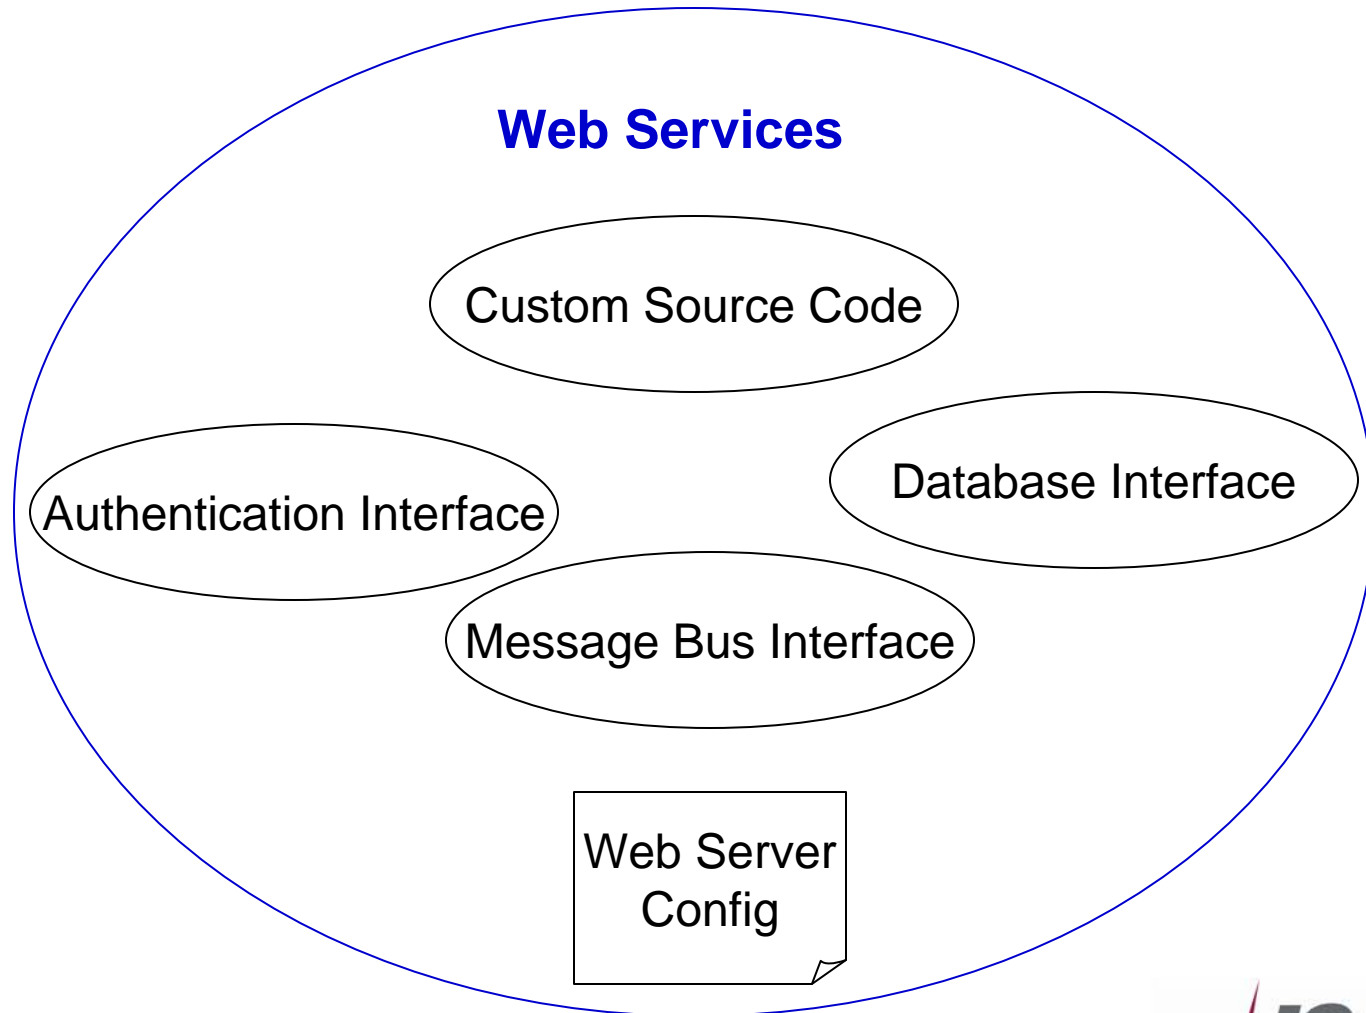 Web Services
Custom Source Code
Database Interface
Authentication Interface
Message Bus Interface
Web Server
Config